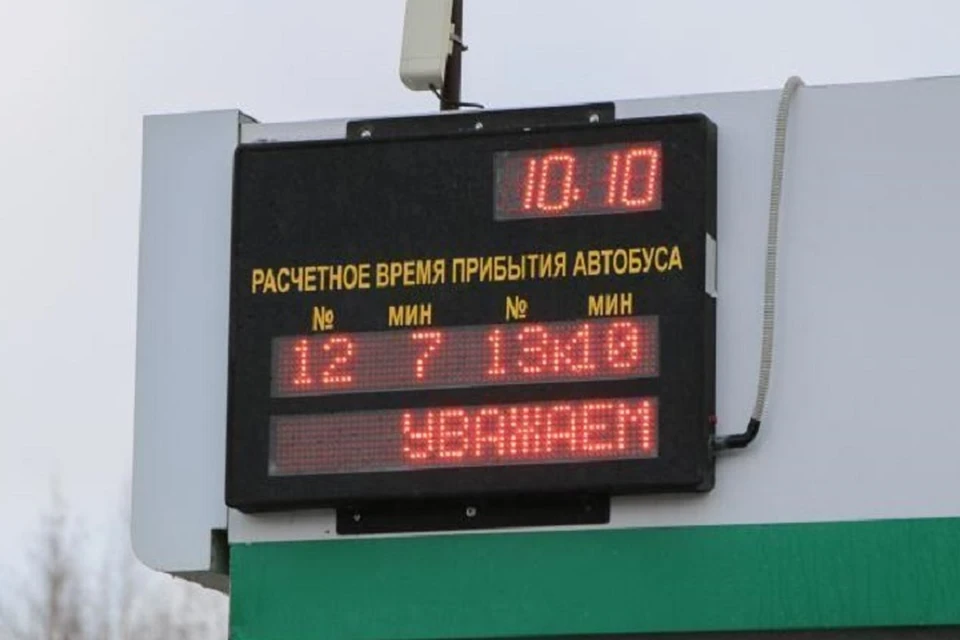 10:10
РАСЧЕТНОЕ ВРЕМЯ ПРИБЫТИЯ АВТОБУСА
№ МИН № МИН
12 7 13к10
УВАЖАЕМ